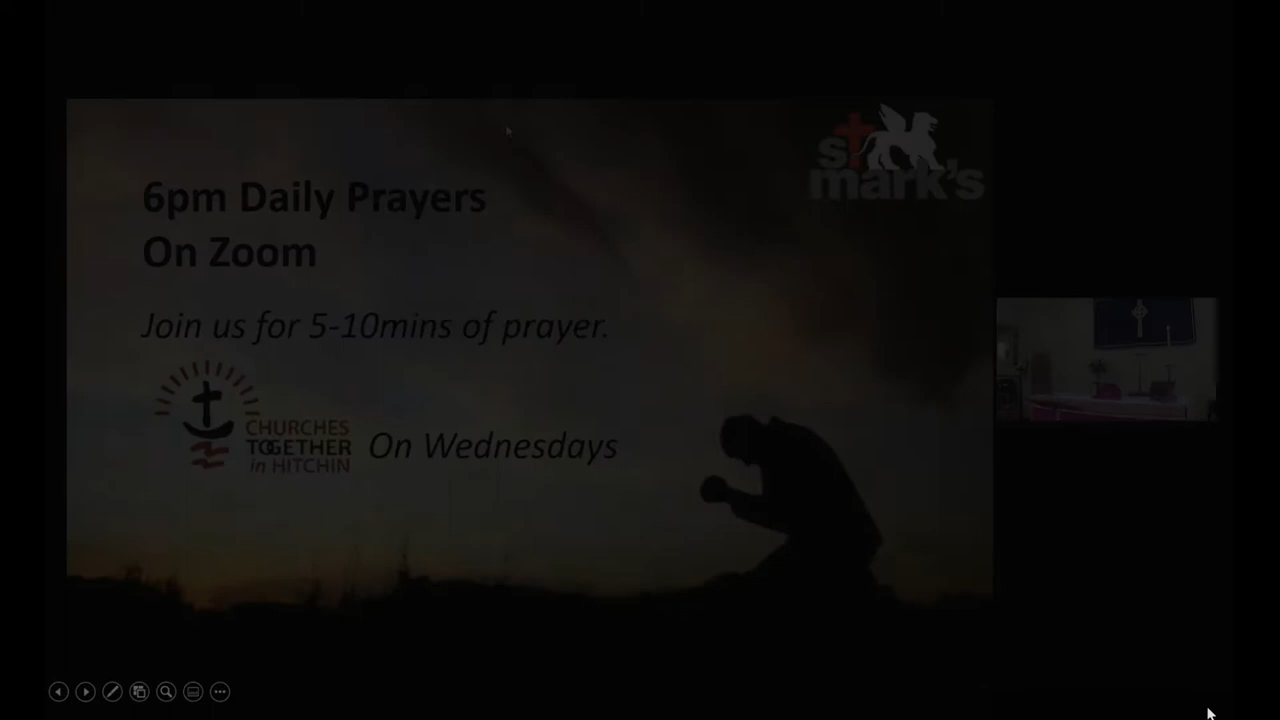 st
mark's
6pm Daily Prayers
On Zoom
Join us for 5-10mins of prayer.
CHURCHES
TOGETHER
in HITCHIN
On Wednesdays